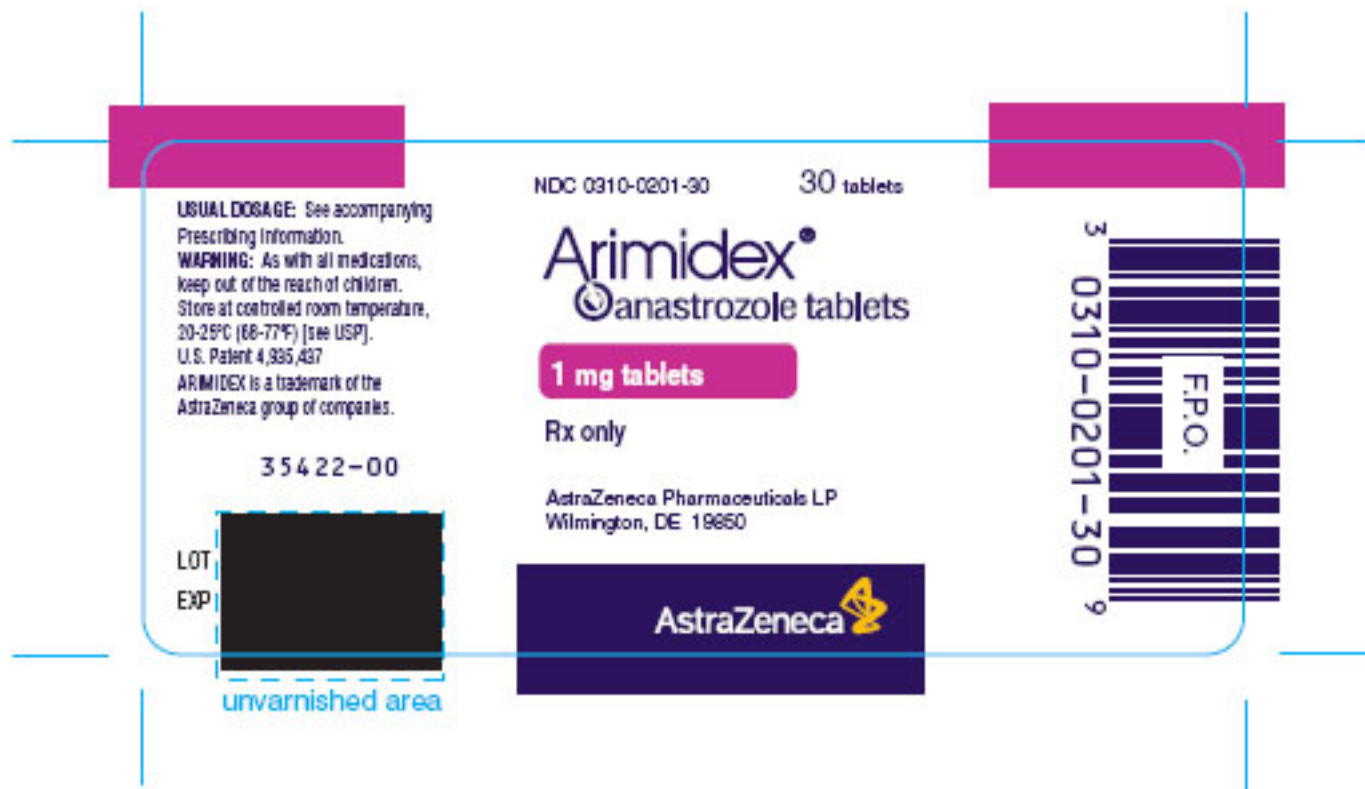 USUAL DOSAGE: See accompanying
Prescribing Information.
WARNING: As with all medications,
keep out of the reach of children.
Store at controlled room temperature,
20-25°C (68-77°F) [see USP].
U.S. Patent 4,935,437
ARIMIDEX is a trademark of the
AstraZeneca group of companies.
35422-00
LOT
EXP
unvarnished area
NDC 0310-0201-30 30 tablets
Arimidex®
anastrozole tablets
1 mg tablets
Rx only
AstraZeneca Pharmaceuticals LP
Wilmington, DE 19850
AstraZeneca
3 0310-0201-30 9
F.P.O.